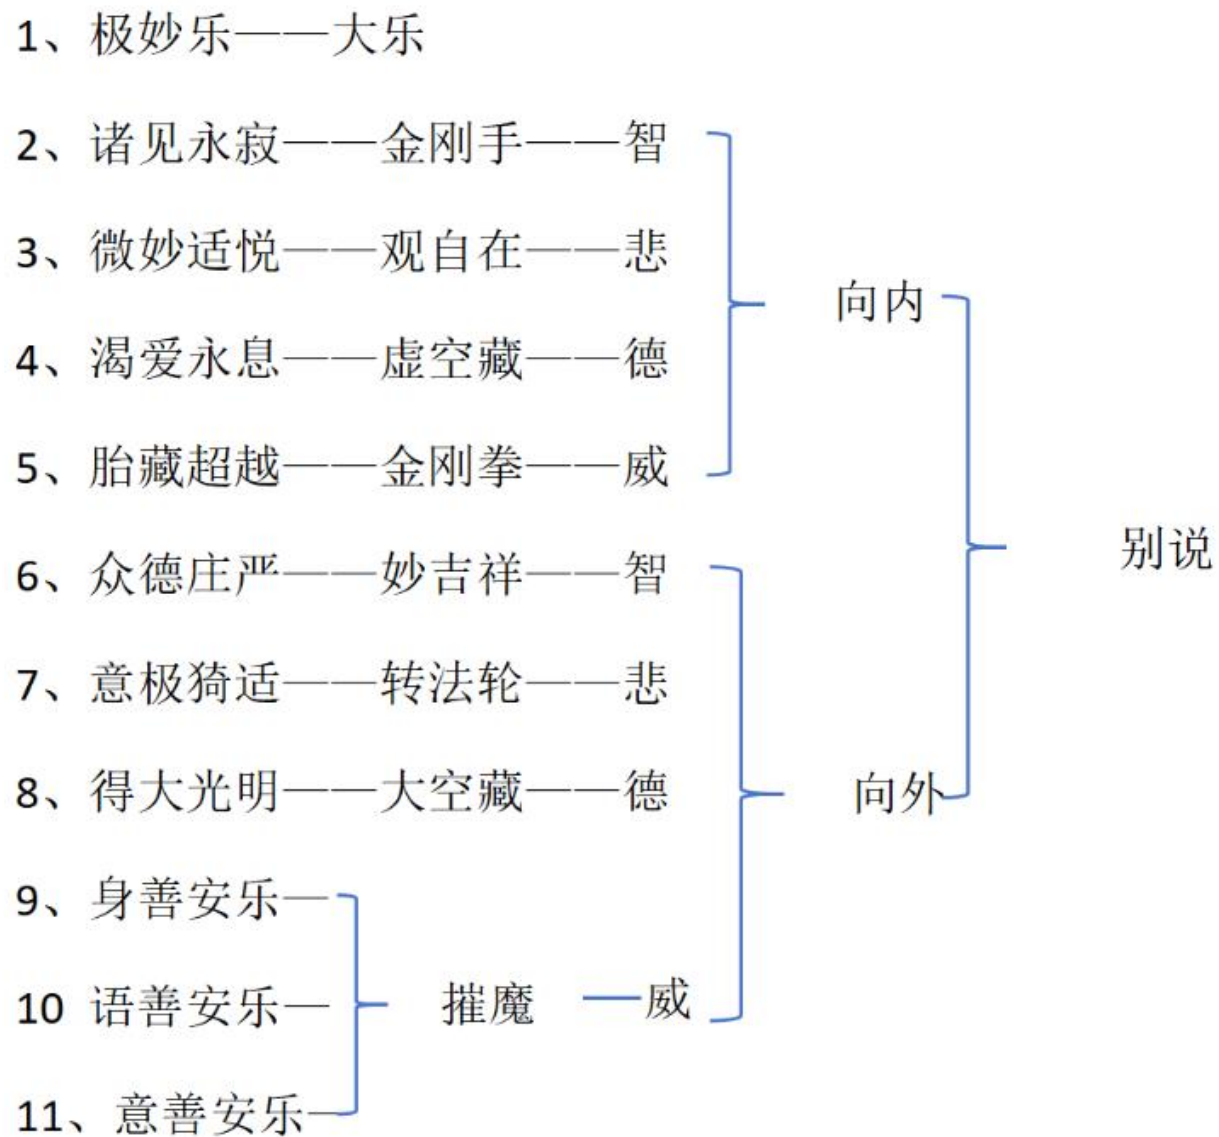 1、极妙乐——大乐
2、诸见永寂——金刚手——智
3、微妙适悦——观自在——悲
向内
4、渴爱永息——虚空藏——德
5、胎藏超越——金刚拳——威
别说
6、众德庄严——妙吉祥——智
7、意极猗适——转法轮——悲
8、得大光明——大空藏——德
向外
9、身善安乐—
10 语善安乐—
摧魔 —威
11、意善安乐—